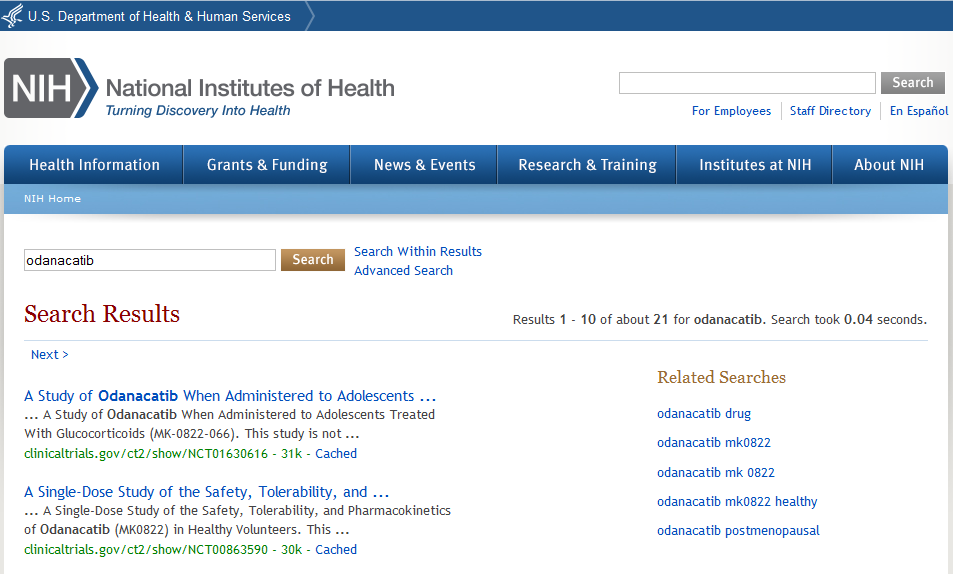 U.S. Department of Health & Human Services
NIH National Institutes of Health
Turning Discovery Into Health
Search
For Employees Staff Directory En Español
Health Information Grants & Funding News & Events Research & Training Institutes at NIH About NIH
NIH Home
odanacatib Search Search Within Results
Advanced Search
Search Results
Results 1 - 10 of about 21 for odanacatib. Search took 0.04 seconds.
Next >
A Study of Odanacatib When Administered to Adolescents ...
... A Study of Odanacatib When Administered to Adolescents Treated
With Glucocorticoids (MK-0822-066). This study is not ...
clinicaltrials.gov/ct2/show/NCT01630616 - 31k - Cached
A Single-Dose Study of the Safety, Tolerability, and ...
... A Single-Dose Study of the Safety, Tolerability, and Pharmacokinetics
of Odanacatib (MK0822) in Healthy Volunteers. This ...
clinicaltrials.gov/ct2/show/NCT00863590 - 30k - Cached
Related Searches
odanacatib drug
odanacatib mk0822
odanacatib mk 0822
odanacatib mk0822 healthy
odanacatib postmenopausal